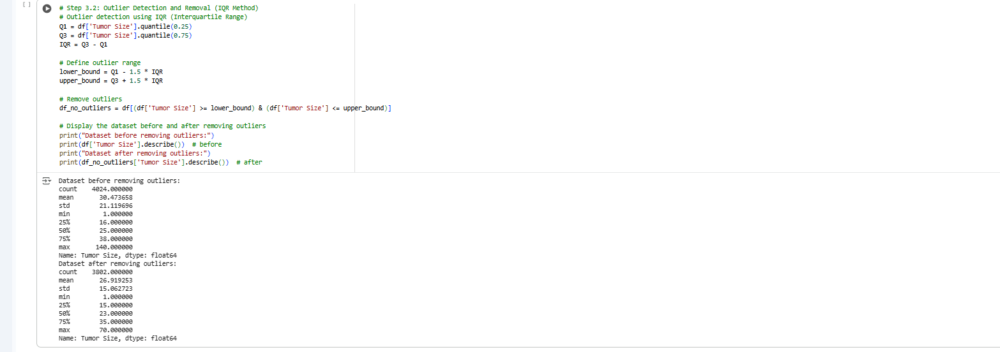 [ ]
# Step 3.2: Outlier Detection and Removal (IQR Method)
# Outlier detection using IQR (Interquartile Range)
Q1 = df['Tumor Size'].quantile(0.25)
Q3 = df['Tumor Size'].quantile(0.75)
IQR = Q3 - Q1

# Define outlier range
lower_bound = Q1 - 1.5 * IQR
upper_bound = Q3 + 1.5 * IQR

# Remove outliers
df_no_outliers = df[(df['Tumor Size'] >= lower_bound) & (df['Tumor Size'] <= upper_bound)]

# Display the dataset before and after removing outliers
print("Dataset before removing outliers:")
print(df['Tumor Size'].describe())  # before
print("Dataset after removing outliers:")
print(df_no_outliers['Tumor Size'].describe())  # after
Dataset before removing outliers:
count    4024.000000
mean       30.473658
std        21.119696
min         1.000000
25%        16.000000
50%        25.000000
75%        38.000000
max       140.000000
Name: Tumor Size, dtype: float64
Dataset after removing outliers:
count    3802.000000
mean       26.919253
std        15.062723
min         1.000000
25%        15.000000
50%        23.000000
75%        35.000000
max        70.000000
Name: Tumor Size, dtype: float64